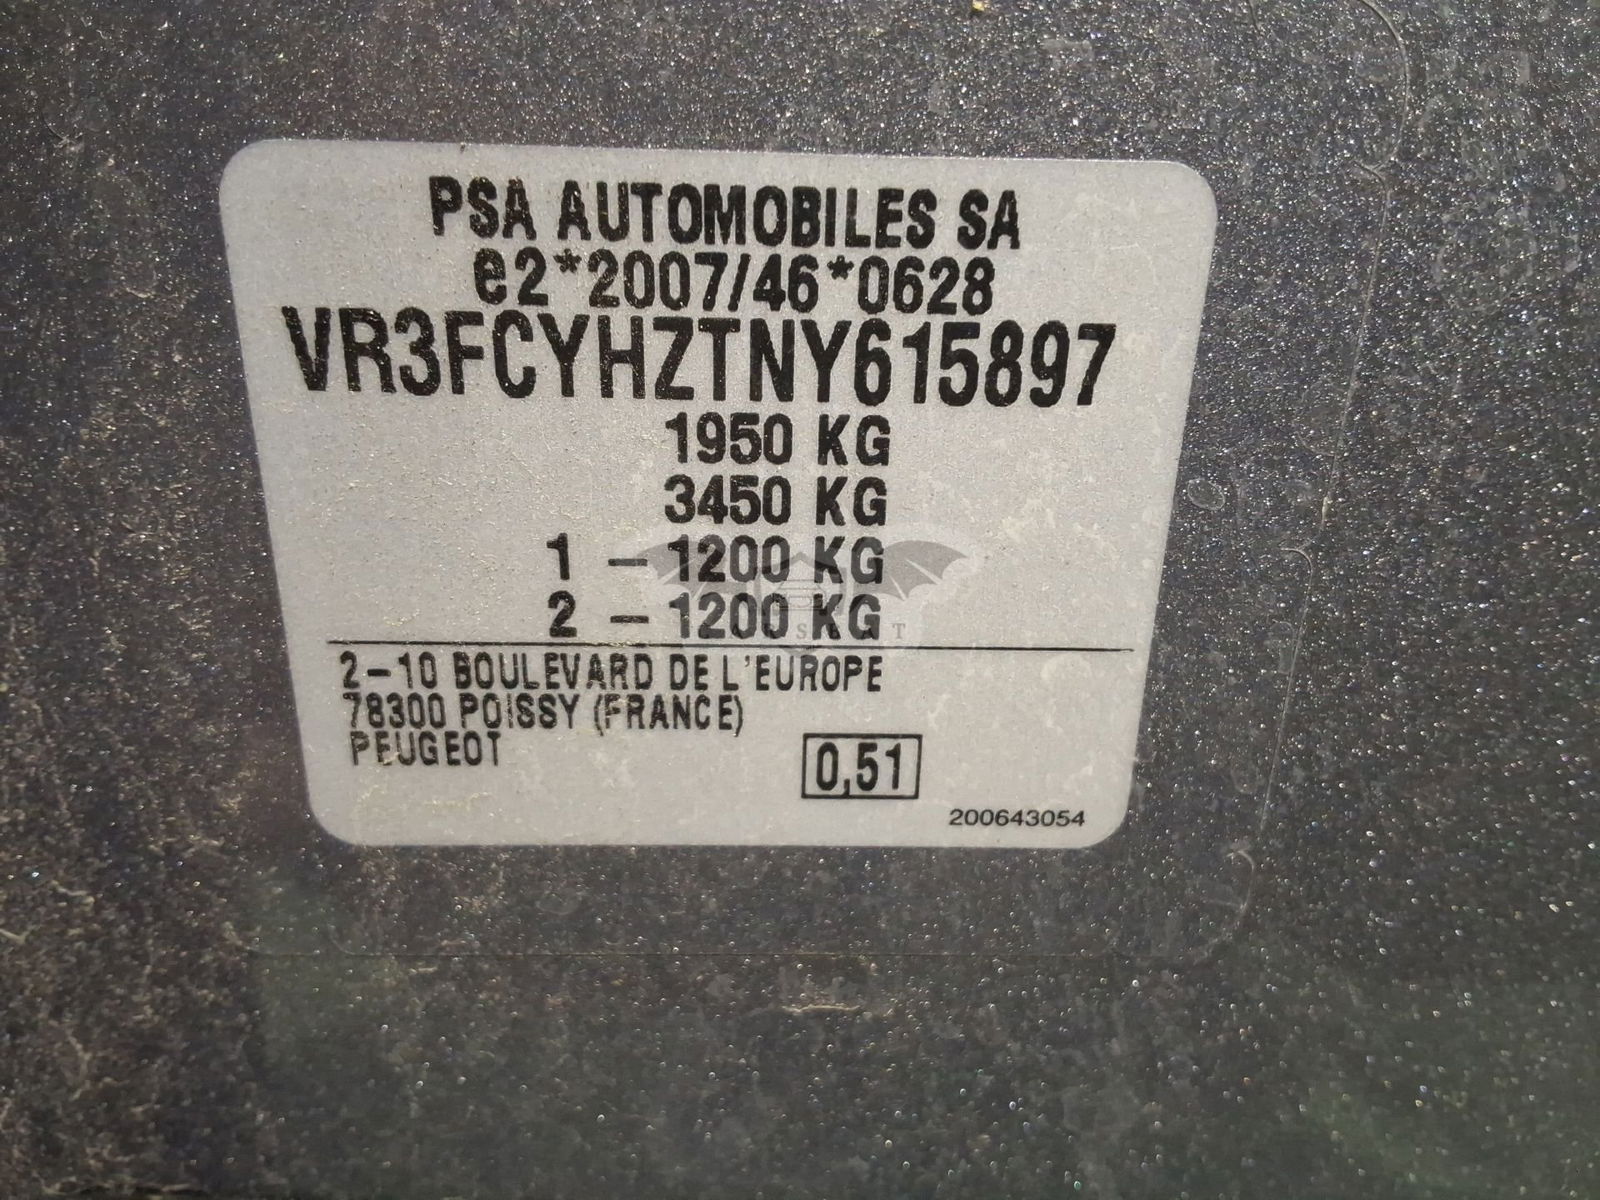 PSA AUTOMOBILES SA
e2*2007/46*0628
VR3FCYHZTNY615897
1950 KG
3450 KG
1 – 1200 KG
2 – 1200 KG
2–10 BOULEVARD DE L'EUROPE
78300 POISSY (FRANCE)
PEUGEOT
0,51
200643054